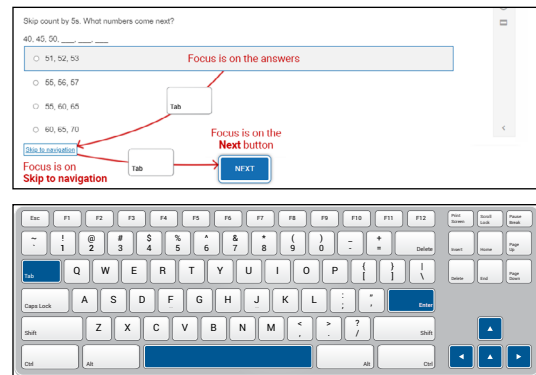 Skip count by 5s. What numbers come next?
40, 45, 50, ___, ___, ___
51, 52, 53
Focus is on the answers
55, 56, 57
55, 60, 65
Tab
60, 65, 70
Focus is on the
Next button
Skip to navigation
Focus is on
Skip to navigation
Tab
NEXT
Esc F1 F2 F3 F4 F5 F6 F7 F8 F9 F10 F11 F12 Print Screen Scroll Lock Pause Break
~ ` ! 1 @ 2 # 3 $ 4 % 5 ^ 6 & 7 * 8 ( 9 ) 0 _ - + = Delete Insert Home Page Up
Tab Q W E R T Y U I O P { [ } ] | \ Delete End Page Down
Caps Lock A S D F G H J K L : ; " ' Enter
Shift Z X C V B N M < , > . ? / Shift
Ctrl Alt Alt Ctrl